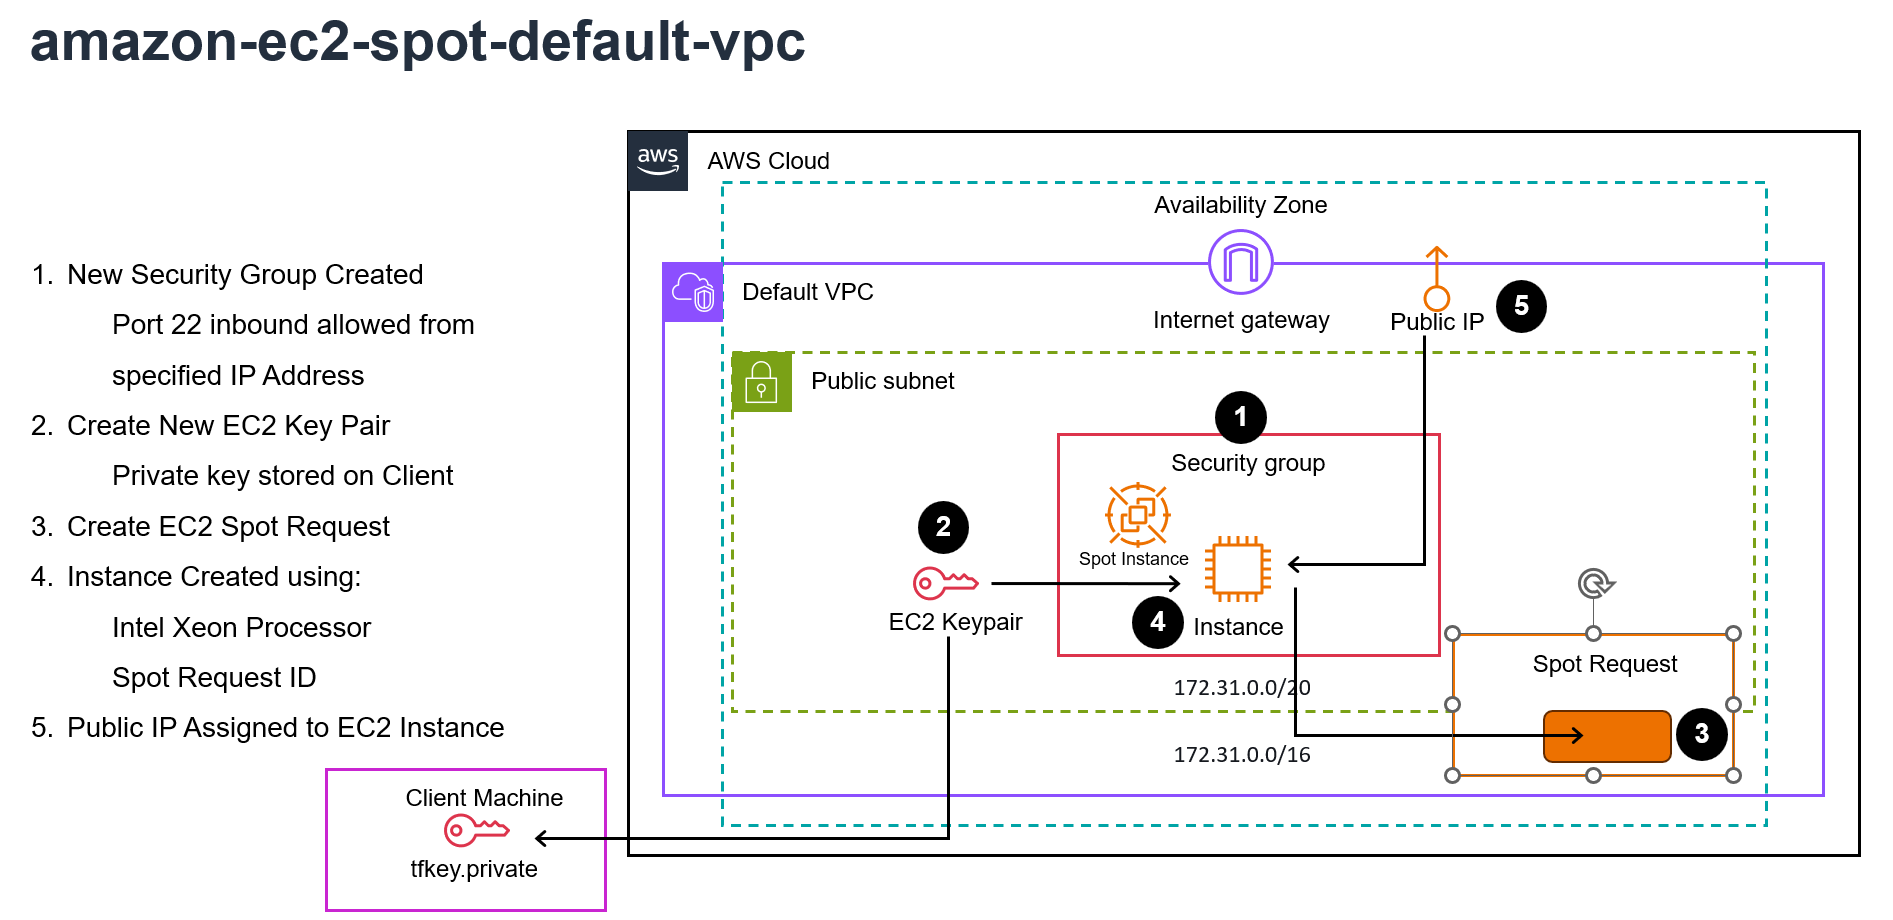 amazon-ec2-spot-default-vpc
1. New Security Group Created
Port 22 inbound allowed from
specified IP Address
2. Create New EC2 Key Pair
Private key stored on Client
3. Create EC2 Spot Request
4. Instance Created using:
Intel Xeon Processor
Spot Request ID
5. Public IP Assigned to EC2 Instance
aws
AWS Cloud
Availability Zone
Default VPC
Internet gateway
Public IP
5
Public subnet
1
Security group
2
Spot Instance
EC2 Keypair
4
Instance
Spot Request
172.31.0.0/20
3
172.31.0.0/16
Client Machine
tfkey.private